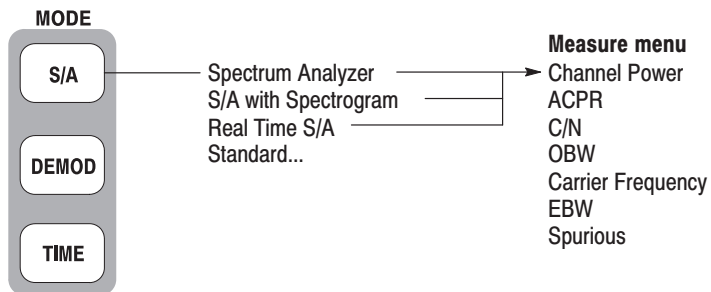 MODE
S/A
DEMOD
TIME
Spectrum Analyzer
S/A with Spectrogram
Real Time S/A
Standard...
Measure menu
Channel Power
ACPR
C/N
OBW
Carrier Frequency
EBW
Spurious